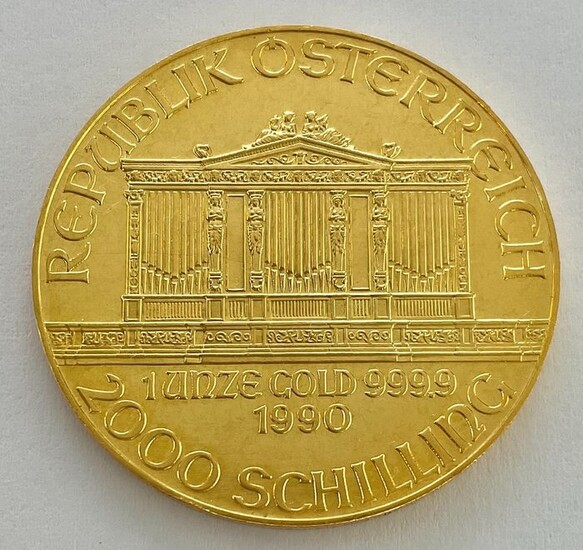 REPUBLIK ÖSTERREICH
1 UNZE GOLD 999.9
1990
2000 SCHILLING